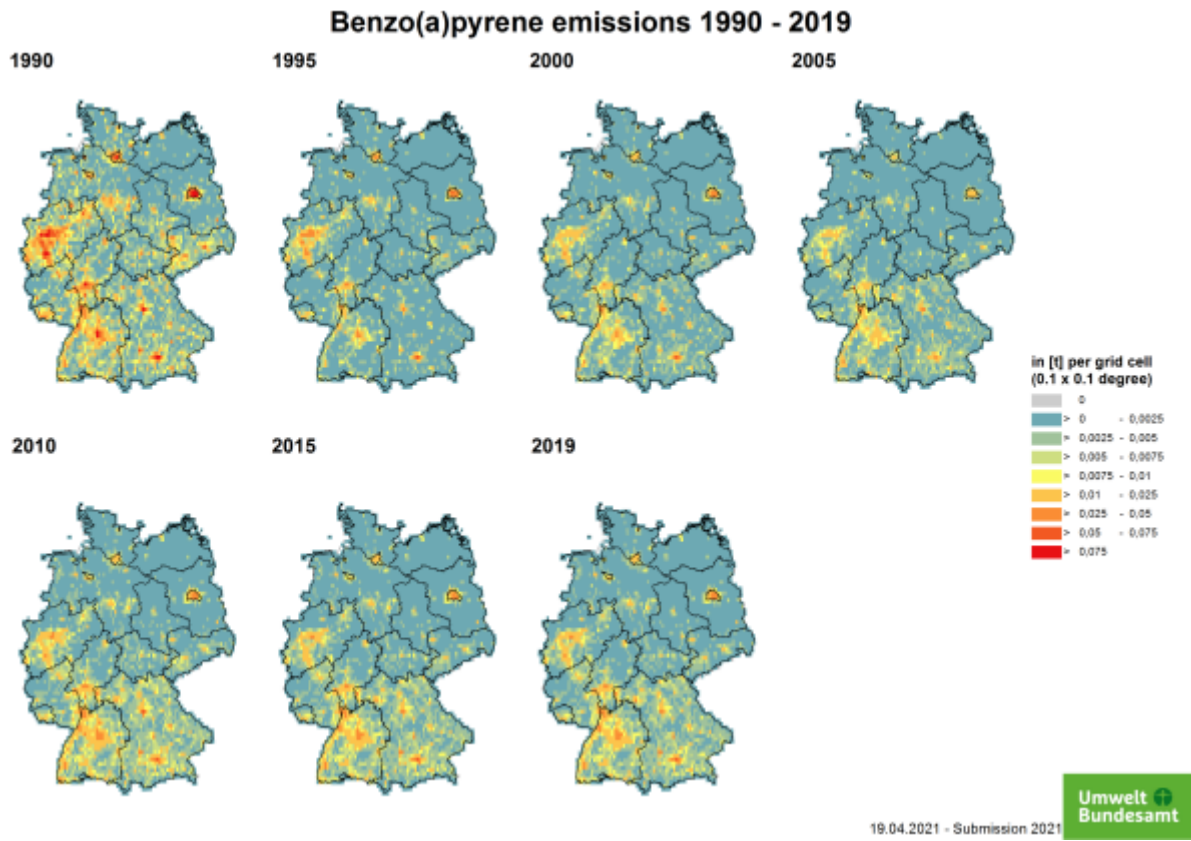 Benzo(a)pyrene emissions 1990 - 2019
1990
1995
2000
2005
2010
2015
2019
in [t] per grid cell
(0.1 x 0.1 degree)
0
> 0 - 0,0025
> 0,0025 - 0,005
> 0,005 - 0,0075
> 0,0075 - 0,01
> 0,01 - 0,025
> 0,025 - 0,05
> 0,05 - 0,075
> 0,075
19.04.2021 - Submission 2021
Umwelt
Bundesamt